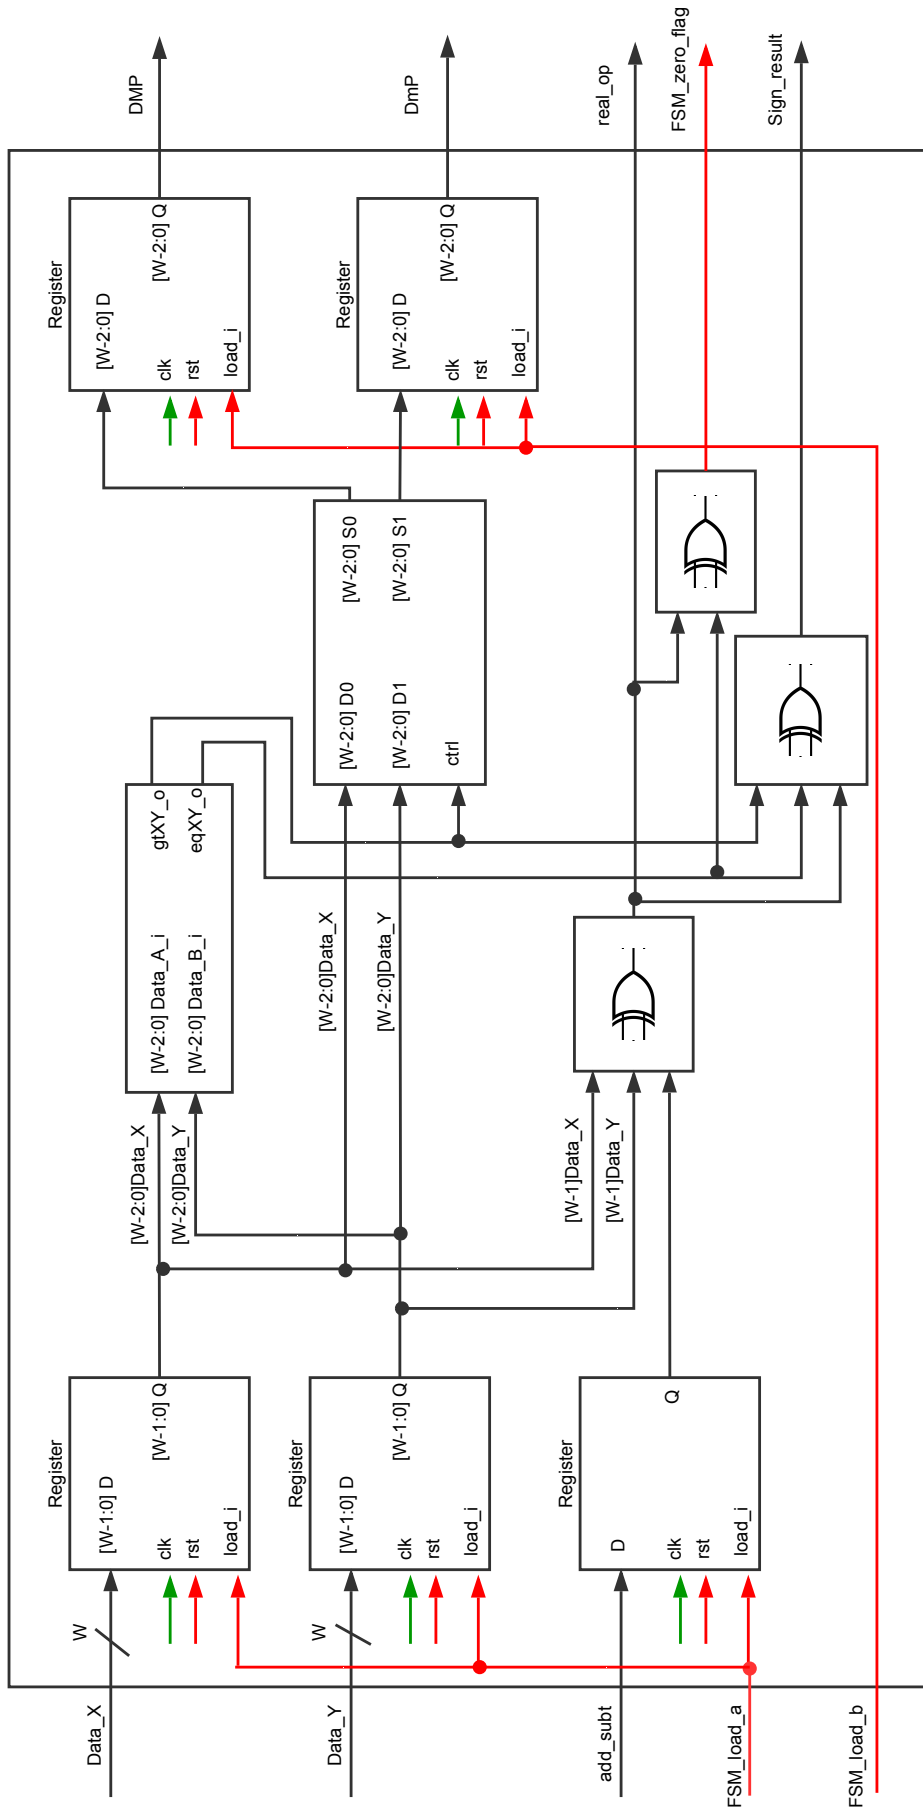 Data_X
W
Register
[W-1:0] D
[W-1:0] Q
clk
rst
load_i
Data_Y
W
Register
[W-1:0] D
[W-1:0] Q
clk
rst
load_i
add_subt
Register
D
Q
clk
rst
load_i
FSM_load_a
FSM_load_b
[W-2:0]Data_X
[W-2:0]Data_Y
[W-2:0] Data_A_i
[W-2:0] Data_B_i
gtXY_o
eqXY_o
[W-2:0]Data_X
[W-2:0]Data_Y
[W-1]Data_X
[W-1]Data_Y
[W-2:0] D0
[W-2:0] D1
ctrl
[W-2:0] S0
[W-2:0] S1
Register
[W-2:0] D
[W-2:0] Q
clk
rst
load_i
DMP
Register
[W-2:0] D
[W-2:0] Q
clk
rst
load_i
DmP
real_op
FSM_zero_flag
Sign_result